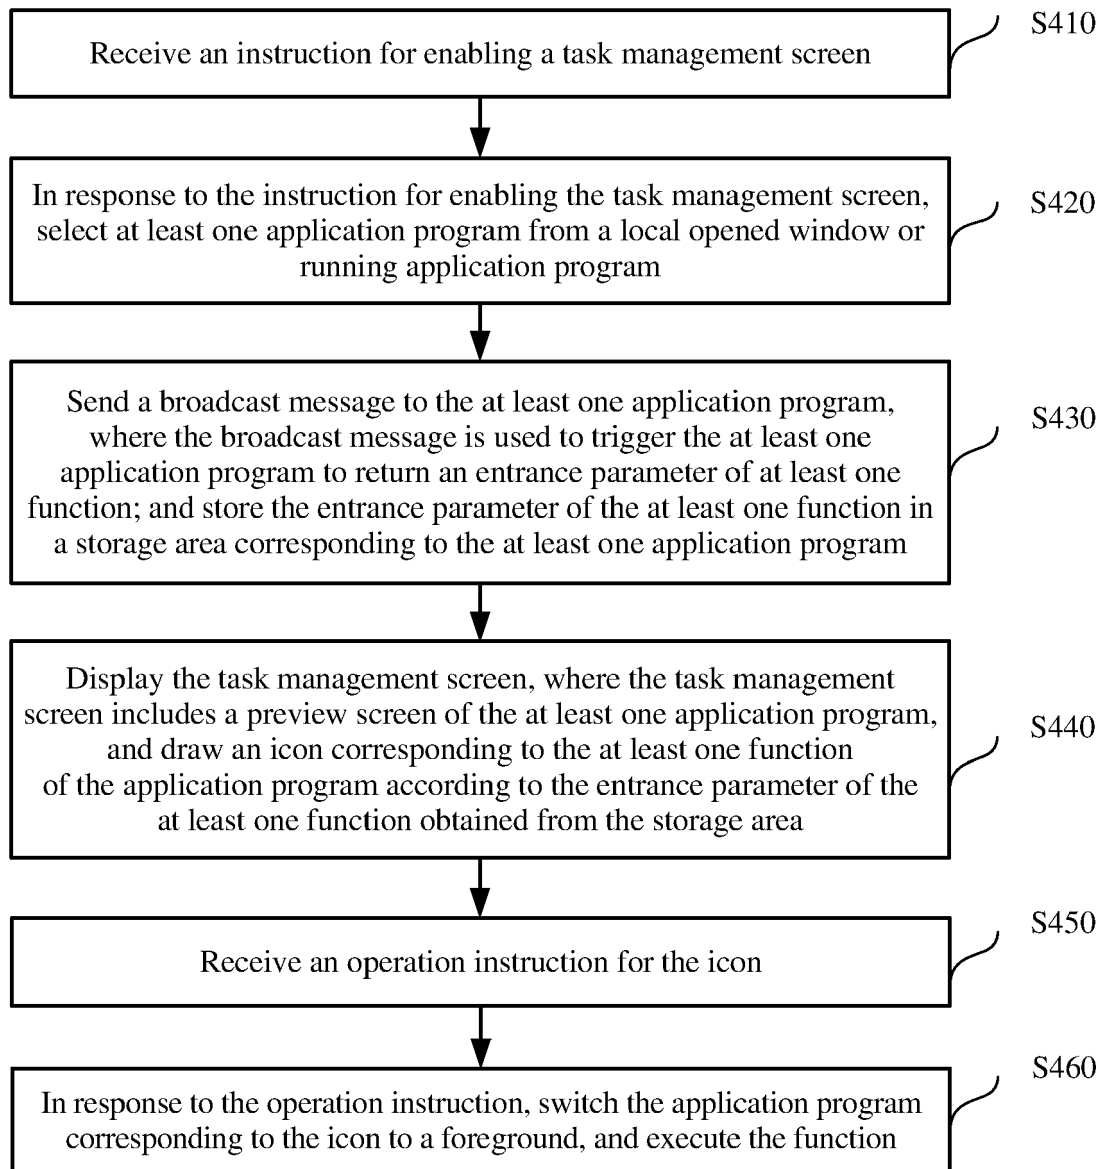 Receive an instruction for enabling a task management screen
S410
In response to the instruction for enabling the task management screen,
select at least one application program from a local opened window or
running application program
S420
Send a broadcast message to the at least one application program,
where the broadcast message is used to trigger the at least one
application program to return an entrance parameter of at least one
function; and store the entrance parameter of the at least one function in
a storage area corresponding to the at least one application program
S430
Display the task management screen, where the task management
screen includes a preview screen of the at least one application program,
and draw an icon corresponding to the at least one function
of the application program according to the entrance parameter of the
at least one function obtained from the storage area
S440
Receive an operation instruction for the icon
S450
In response to the operation instruction, switch the application program
corresponding to the icon to a foreground, and execute the function
S460